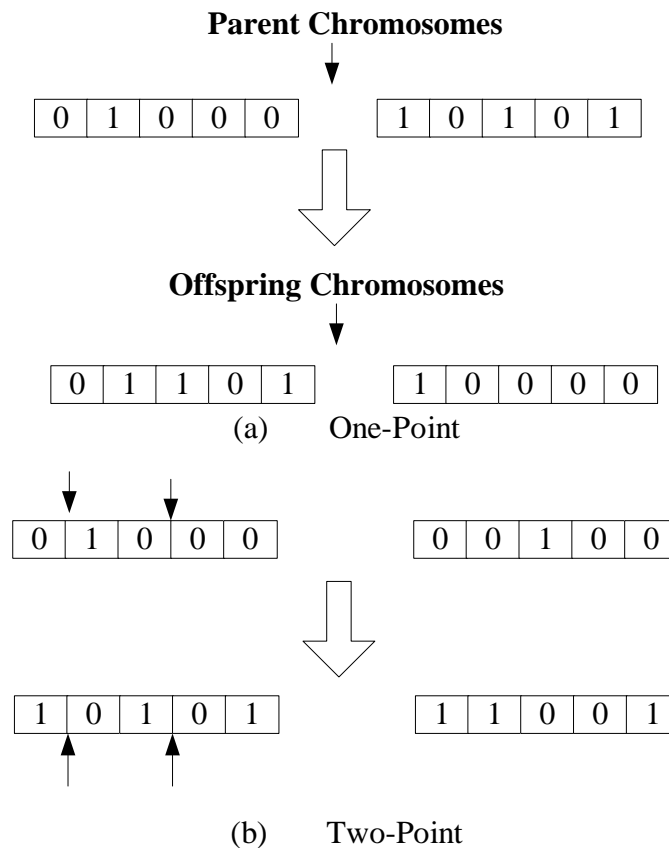 Parent Chromosomes
0 1 0 0 0 1 0 1 0 1
Offspring Chromosomes
0 1 1 0 1 1 0 0 0 0
(a) One-Point
0 1 0 0 0 0 0 1 0 0
1 0 1 0 1 1 1 0 0 1
(b) Two-Point